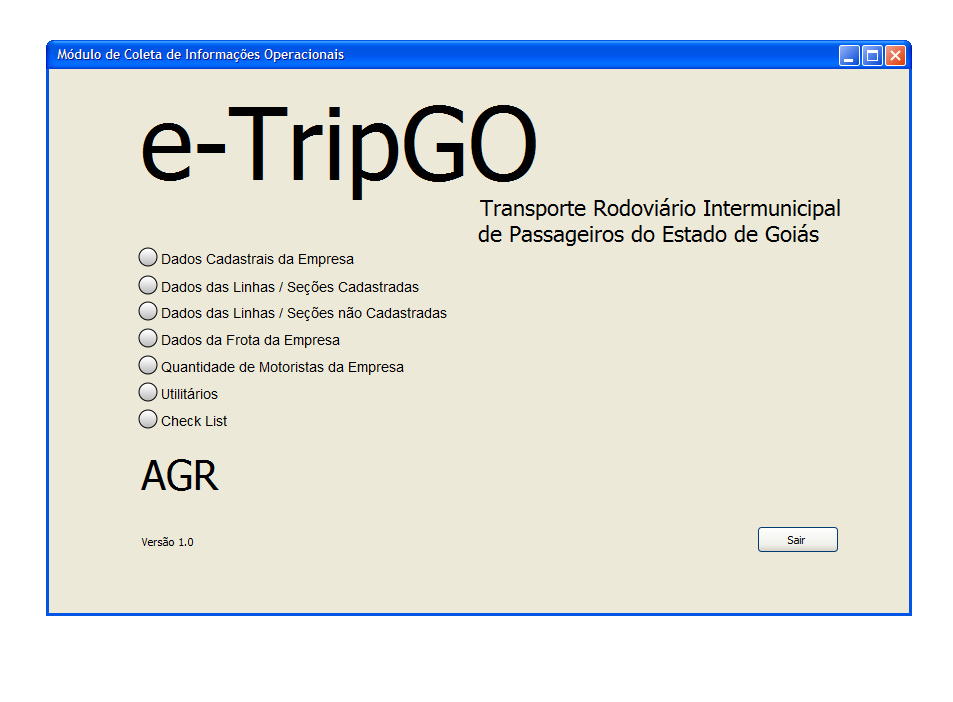 Módulo de Coleta de Informações Operacionais
e-TripGO
Transporte Rodoviário Intermunicipal
de Passageiros do Estado de Goiás
Dados Cadastrais da Empresa
Dados das Linhas / Seções Cadastradas
Dados das Linhas / Seções não Cadastradas
Dados da Frota da Empresa
Quantidade de Motoristas da Empresa
Utilitários
Check List
AGR
Versão 1.0
Sair